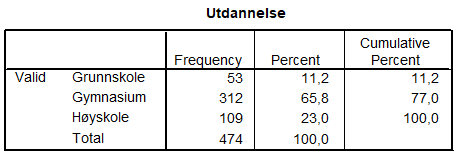 Utdannelse
Frequency Percent Cumulative Percent
Valid Grunnskole 53 11,2 11,2
Gymnasium 312 65,8 77,0
Høyskole 109 23,0 100,0
Total 474 100,0